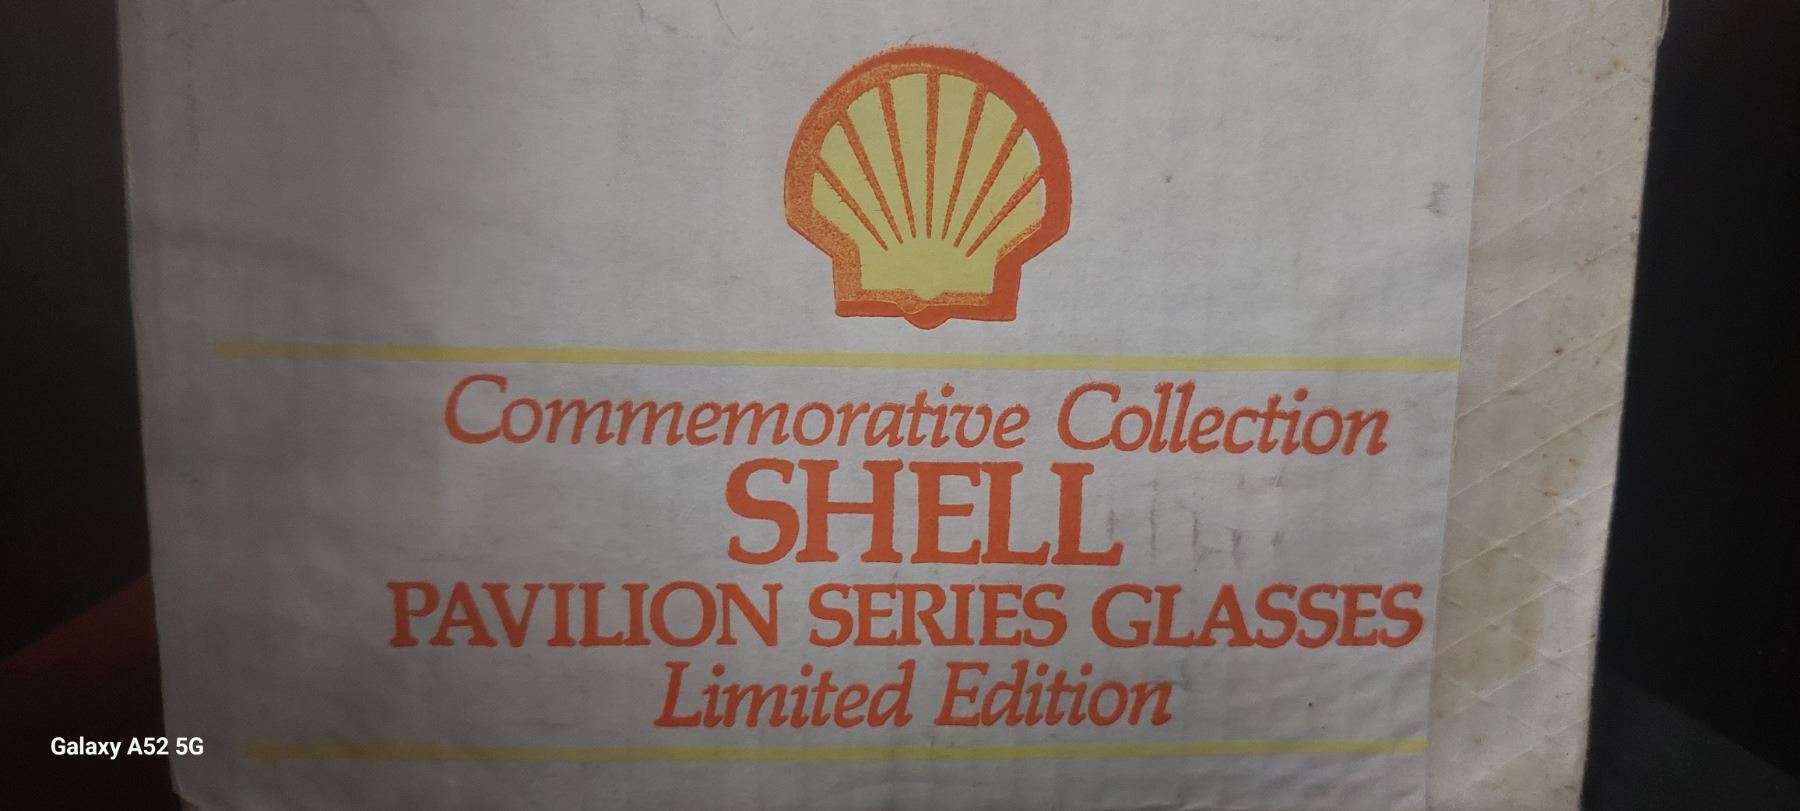 Commemorative Collection
SHELL
PAVILION SERIES GLASSES
Limited Edition
Galaxy A52 5G